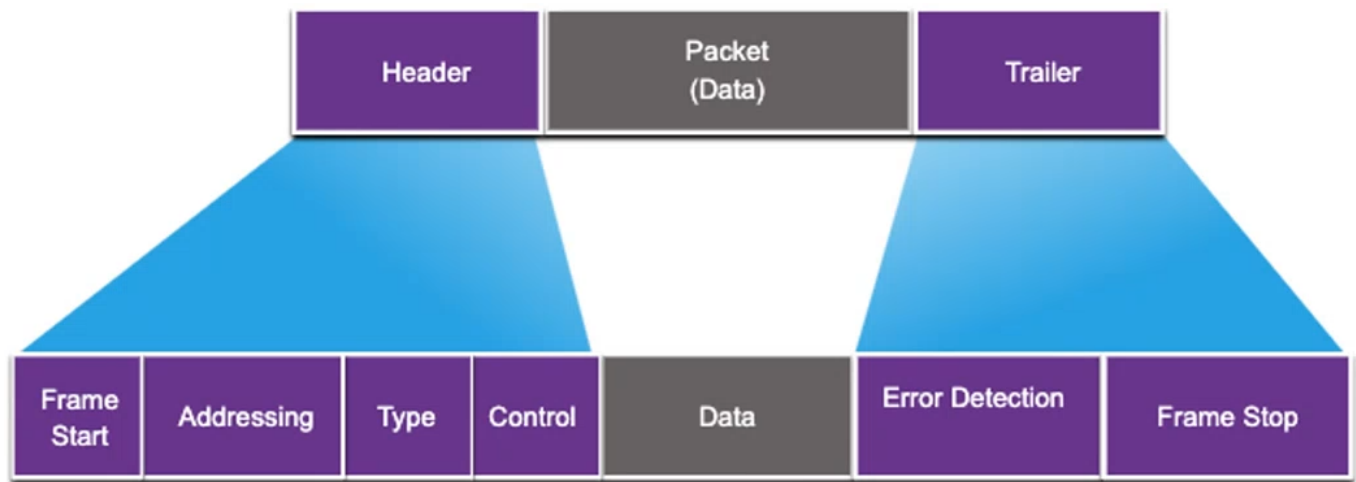 Header
Packet
(Data)
Trailer
Frame
Start
Addressing
Type
Control
Data
Error Detection
Frame Stop